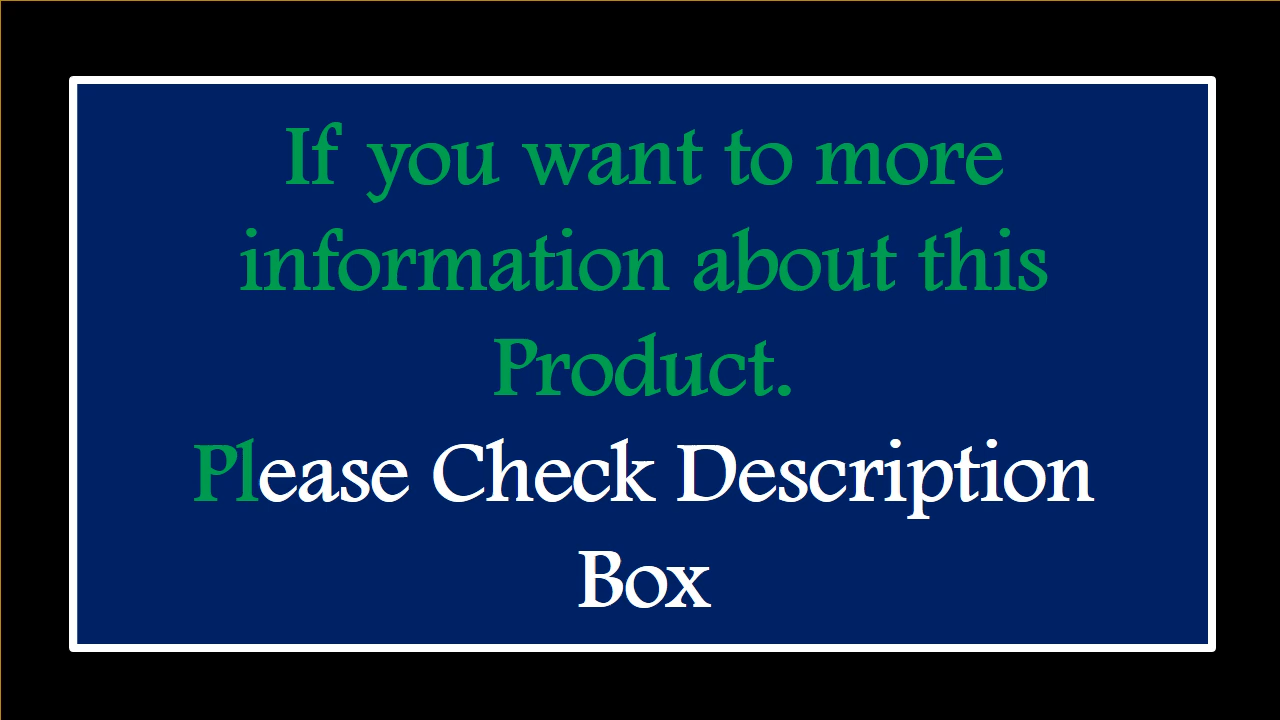 If you want to more
information about this
Product.
Please Check Description
Box